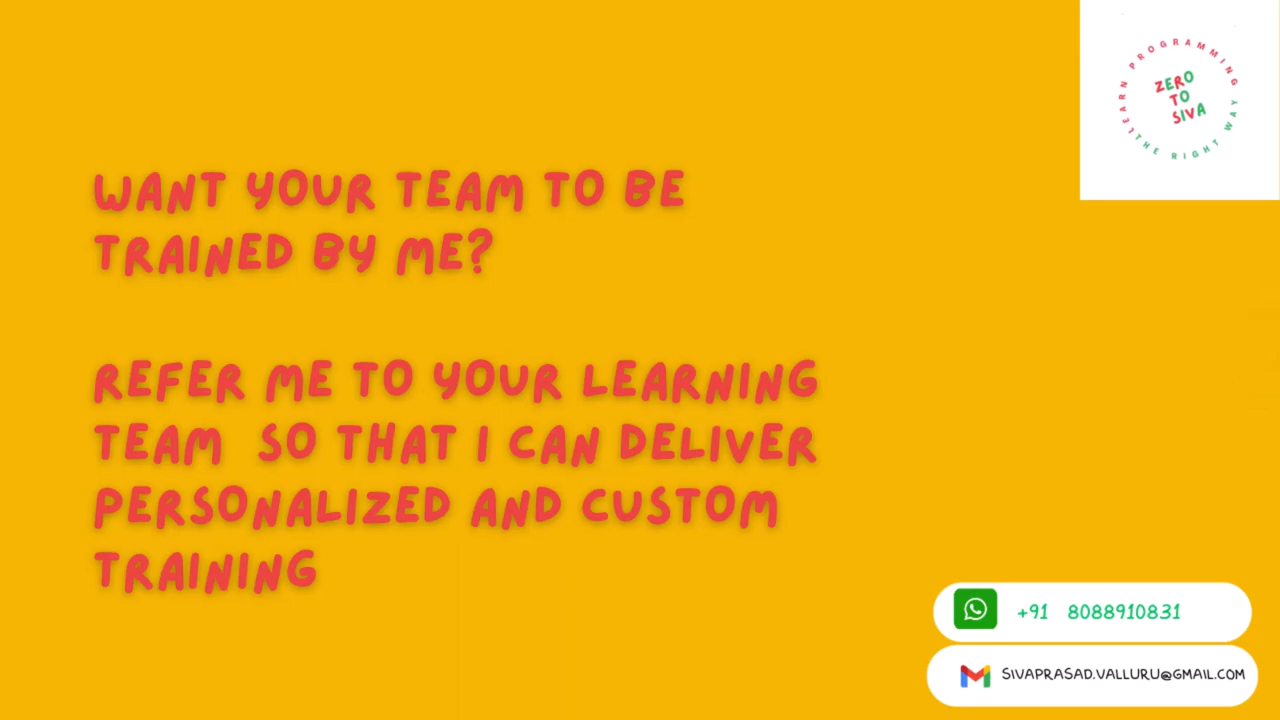 LEARN PROGRAMMING
ZERO
TO
SIVA
THE RIGHT WAY
WANT YOUR TEAM TO BE
TRAINED BY ME?
REFER ME TO YOUR LEARNING
TEAM SO THAT I CAN DELIVER
PERSONALIZED AND CUSTOM
TRAINING
+91 8088910831
SIVAPRASAD.VALLURU@GMAIL.COM